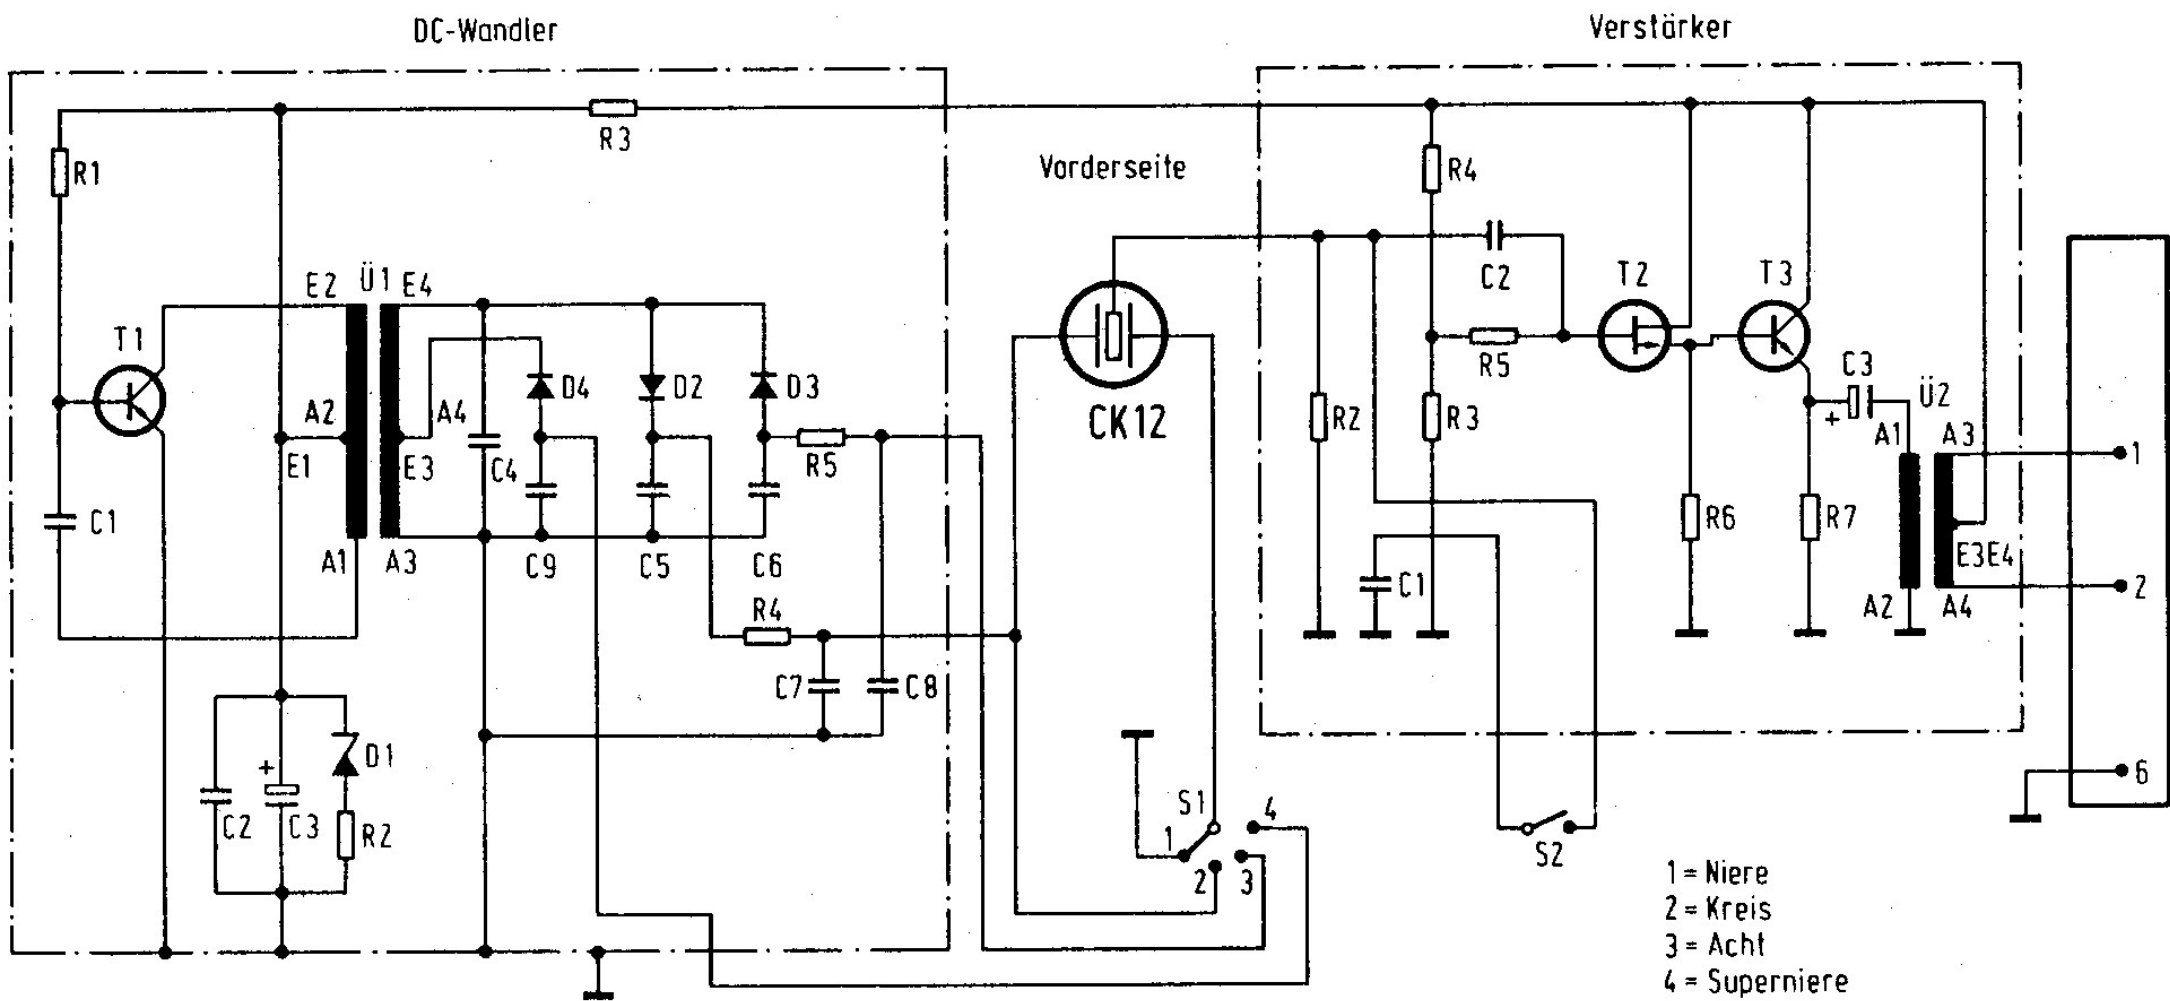 DC-Wandler
Verstärker
R3
Vorderseite
R1
R4
E2 Ü1 E4
C2
T2
T3
T1
D4
D2
D3
R5
C3
Ü2
A2
A4
CK12
R2
R3
A1
A3
1
E1
E3
C4
R5
C1
R6
R7
E3E4
A1
A3
C9
C5
C6
C1
2
R4
A2
A4
C7
C8
D1
+
+
6
C2
C3
R2
S1
4
1
2
3
S2
1 = Niere
2 = Kreis
3 = Acht
4 = Superniere